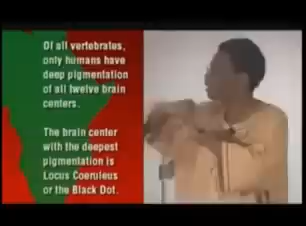 Of all vertebrates,
only humans have
deep pigmentation
of all twelve brain
centers.
The brain center
with the deepest
pigmentation is
Locus Coeruleus
or the Black Dot.